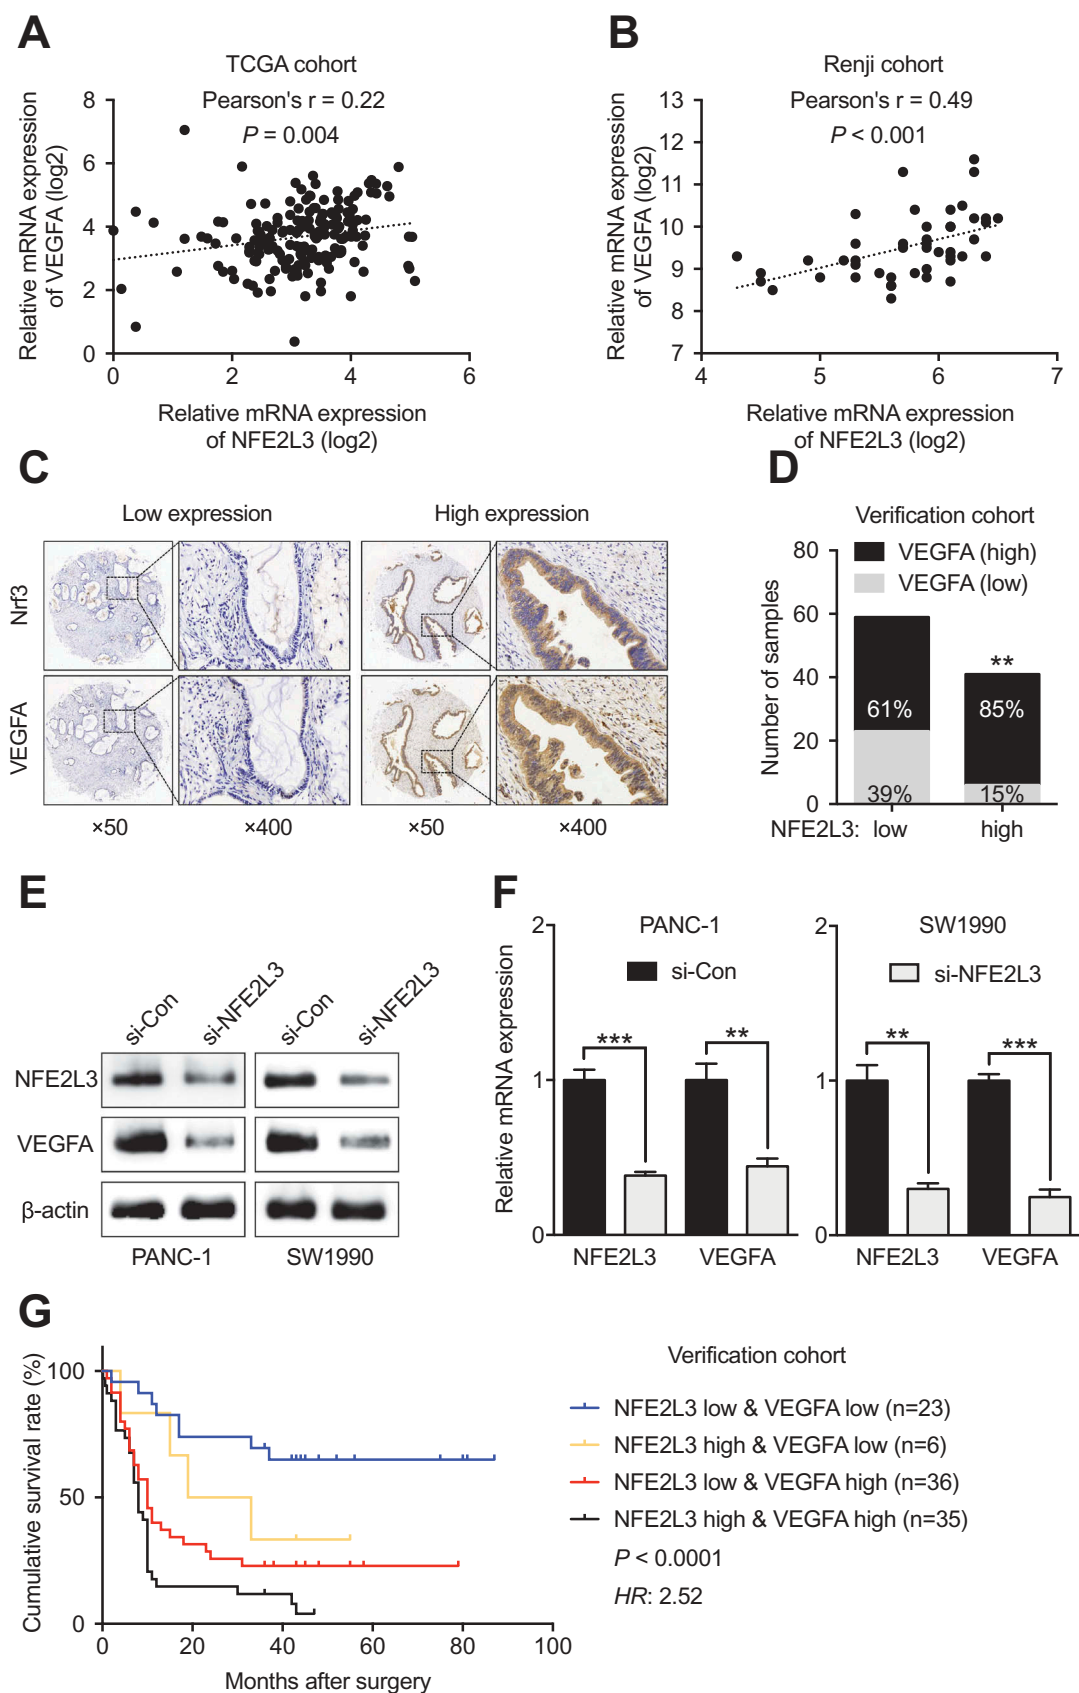 A
TCGA cohort
Pearson's r = 0.22
P = 0.004
Relative mRNA expression
of VEGFA (log2)
8
6
4
2
0
0 2 4 6
Relative mRNA expression
of NFE2L3 (log2)
B
Renji cohort
Pearson's r = 0.49
P < 0.001
Relative mRNA expression
of VEGFA (log2)
13
12
11
10
9
8
7
4 5 6 7
Relative mRNA expression
of NFE2L3 (log2)
C
Low expression High expression
Nrf3
VEGFA
×50 ×400 ×50 ×400
D
Verification cohort
VEGFA (high)
VEGFA (low)
Number of samples
80
60
40
20
0
**
61% 85%
39% 15%
NFE2L3: low high
E
si-Con si-NFE2L3 si-Con si-NFE2L3
NFE2L3
VEGFA
β-actin
PANC-1 SW1990
F
Relative mRNA expression
PANC-1
si-Con
2
1
0
*** **
NFE2L3 VEGFA
SW1990
si-NFE2L3
2
1
0
** ***
NFE2L3 VEGFA
G
Cumulative survival rate (%)
100
50
0
0 20 40 60 80 100
Months after surgery
Verification cohort
NFE2L3 low & VEGFA low (n=23)
NFE2L3 high & VEGFA low (n=6)
NFE2L3 low & VEGFA high (n=36)
NFE2L3 high & VEGFA high (n=35)
P < 0.0001
HR: 2.52